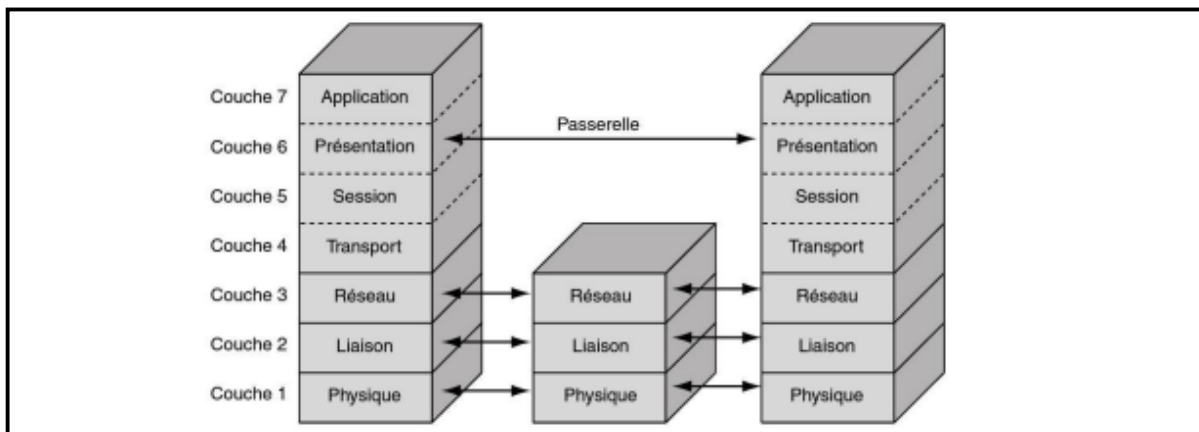 Couche 7 Application Application
Passerelle
Couche 6 Présentation Présentation
Couche 5 Session Session
Couche 4 Transport Transport
Couche 3 Réseau Réseau Réseau
Couche 2 Liaison Liaison Liaison
Couche 1 Physique Physique Physique